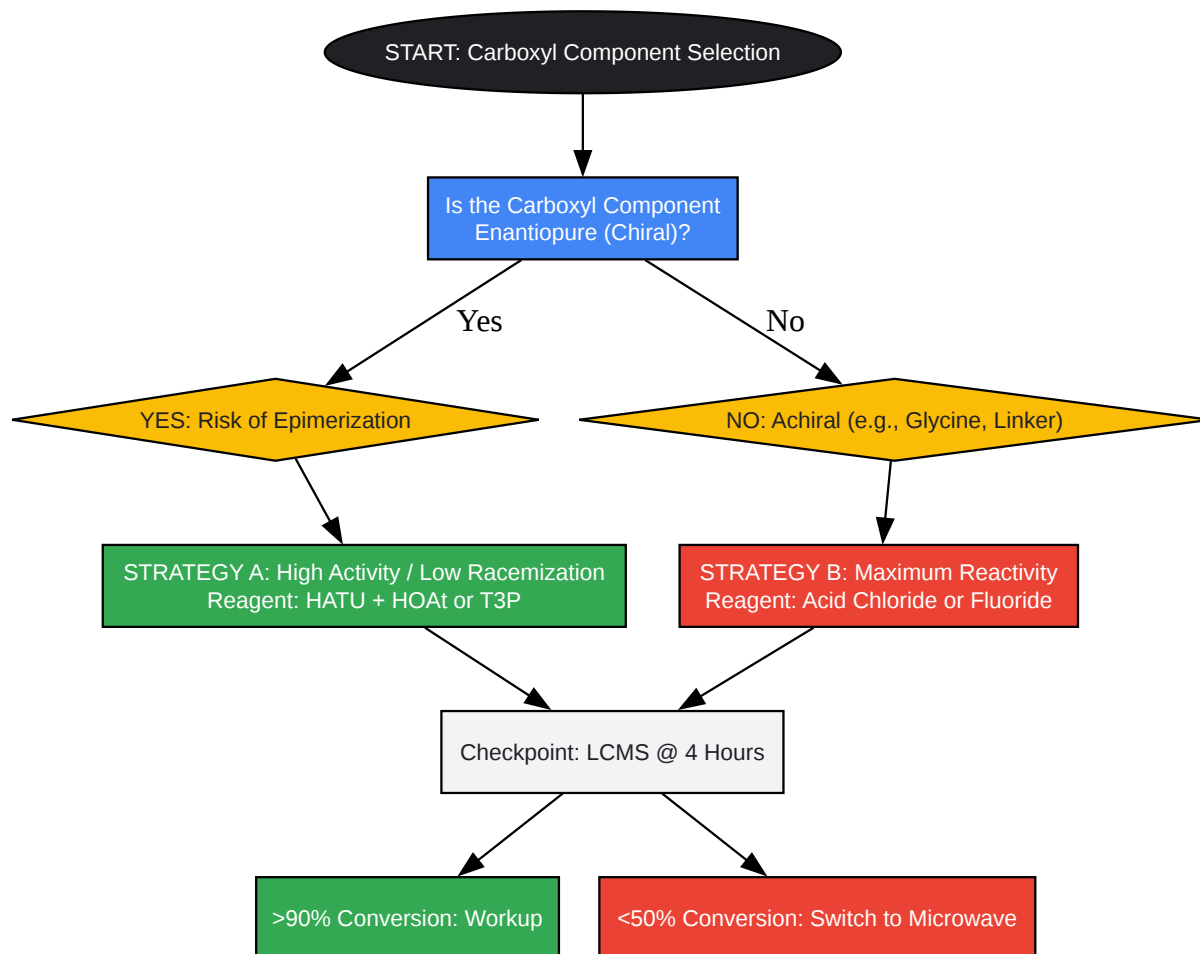 START: Carboxyl Component Selection
Is the Carboxyl Component
Enantiopure (Chiral)?
Yes
No
YES: Risk of Epimerization
NO: Achiral (e.g., Glycine, Linker)
STRATEGY A: High Activity / Low Racemization
Reagent: HATU + HOAt or T3P
STRATEGY B: Maximum Reactivity
Reagent: Acid Chloride or Fluoride
Checkpoint: LCMS @ 4 Hours
>90% Conversion: Workup
<50% Conversion: Switch to Microwave